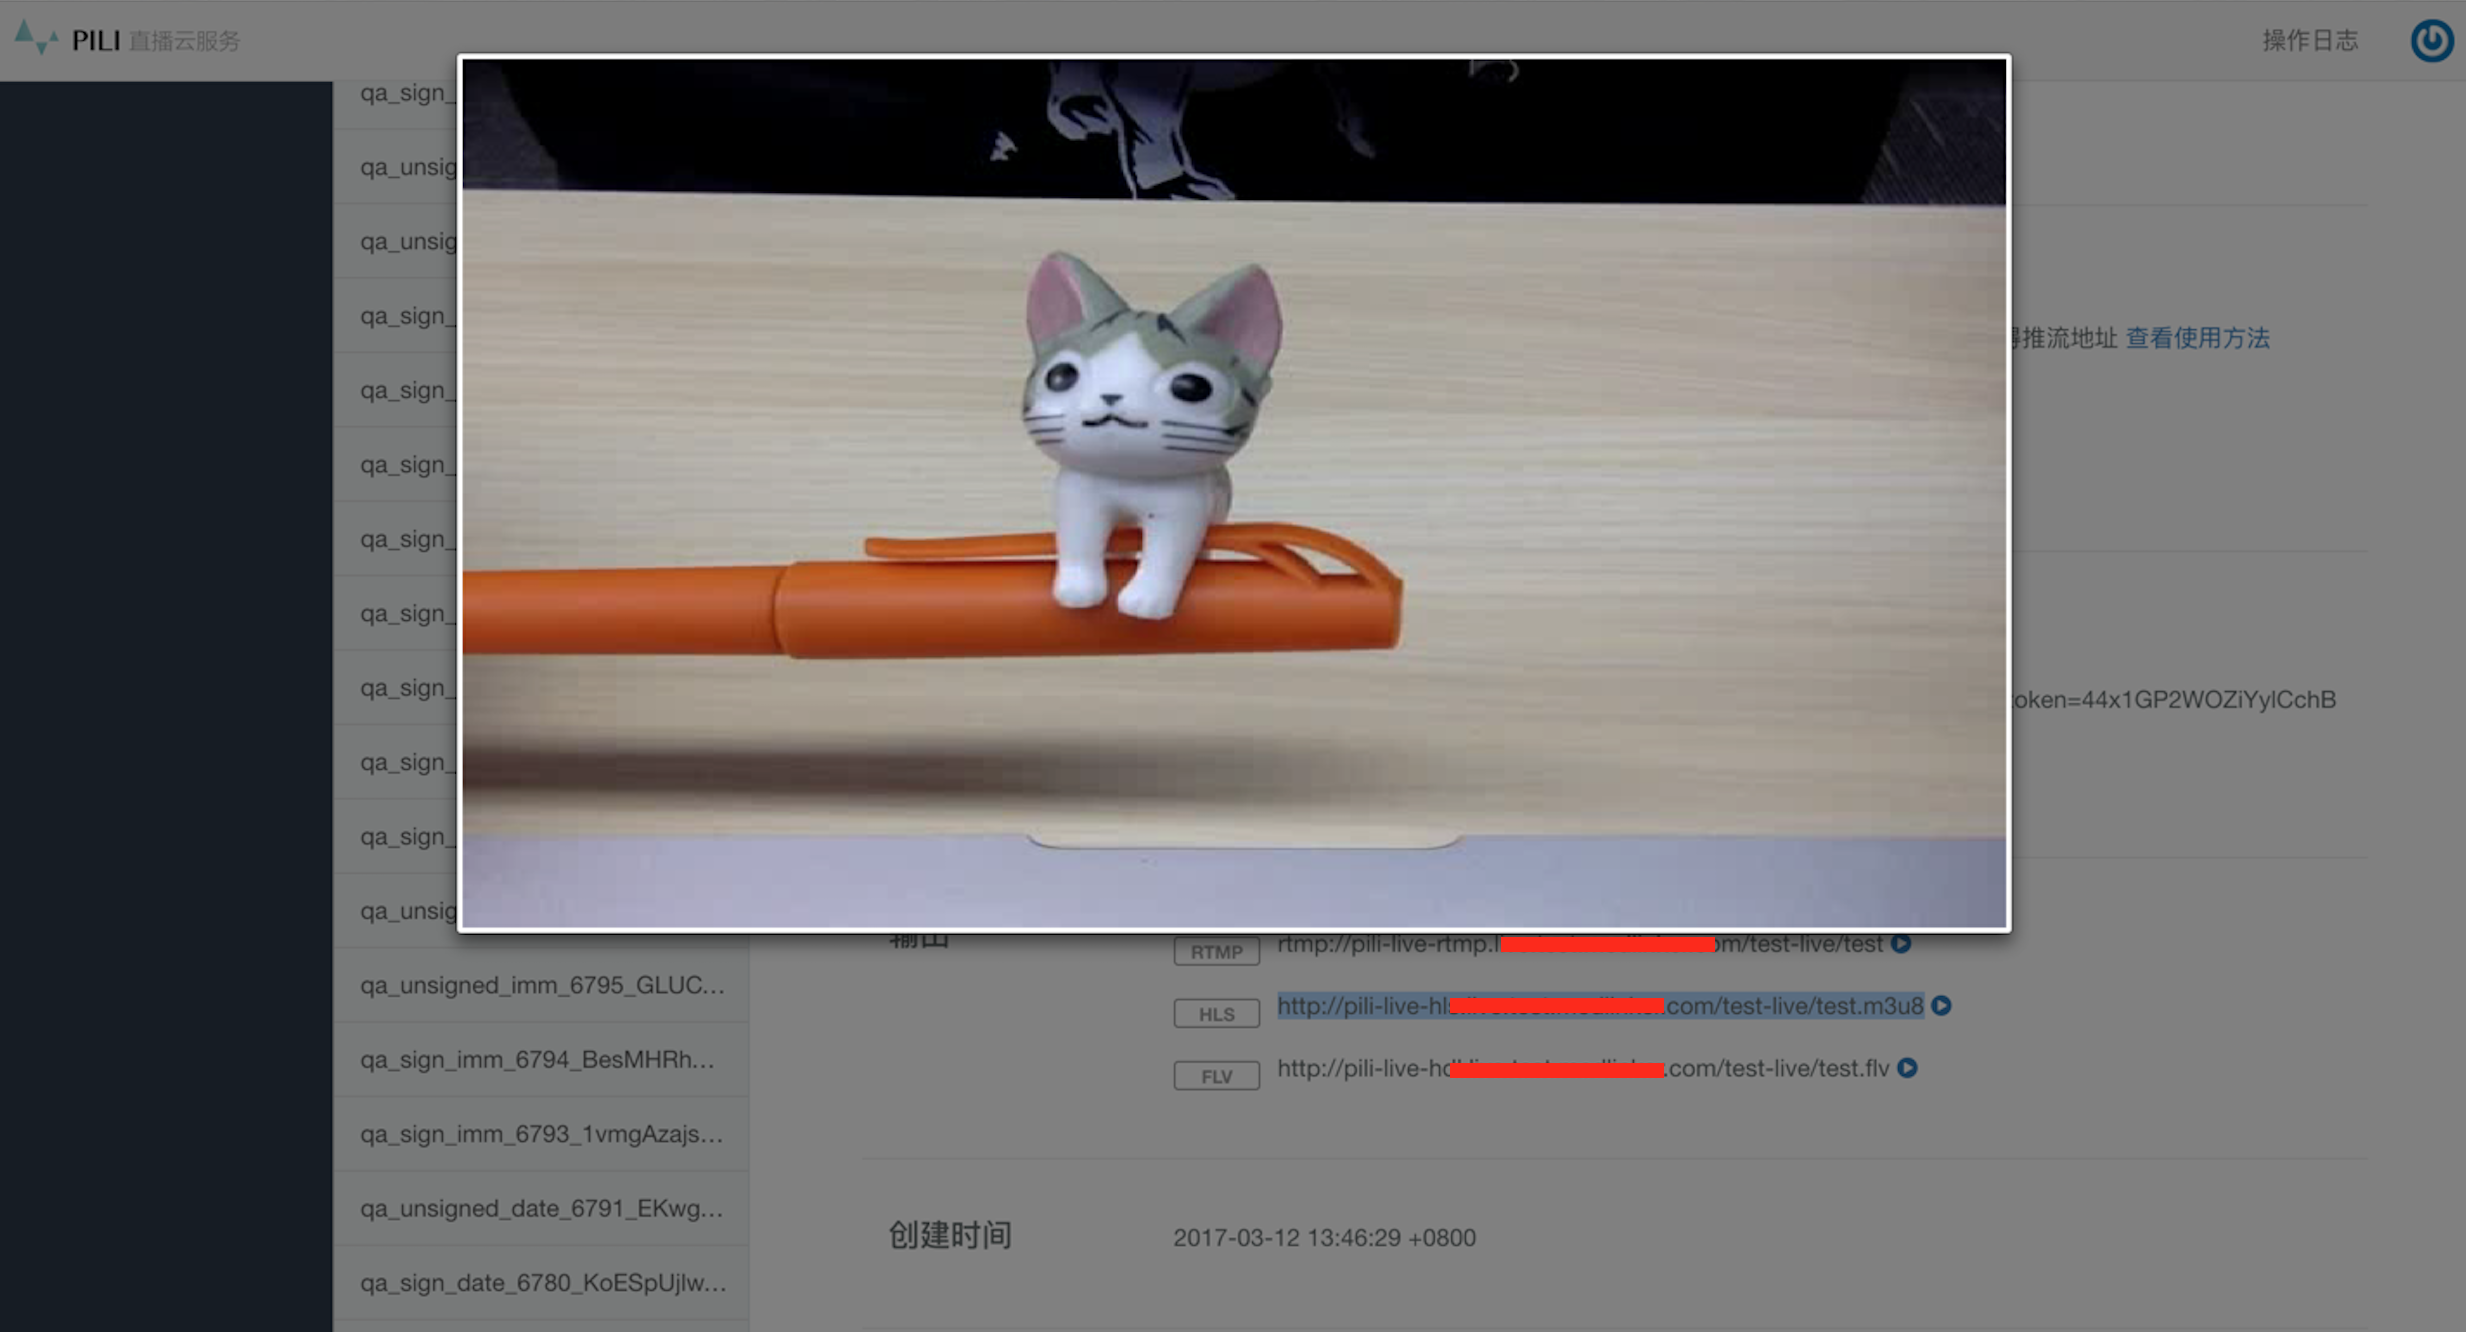 PILI 直播云服务
操作日志
qa_sign_
qa_unsig
qa_unsig
qa_sign_
qa_sign_
qa_sign_
qa_sign_
qa_sign_
qa_sign_
qa_sign_
qa_sign_
qa_unsig
qa_unsigned_imm_6795_GLUC...
qa_sign_imm_6794_BesMHRh...
qa_sign_imm_6793_1vmgAzajs...
qa_unsigned_date_6791_EKwg...
qa_sign_date_6780_KoESpUjlw...
推流地址 查看使用方法
oken=44x1GP2WOZiYylCchB
输出
RTMP rtmp://pili-live-rtmp. om/test-live/test
HLS http://pili-live-hl .com/test-live/test.m3u8
FLV http://pili-live-hd .com/test-live/test.flv
创建时间 2017-03-12 13:46:29 +0800